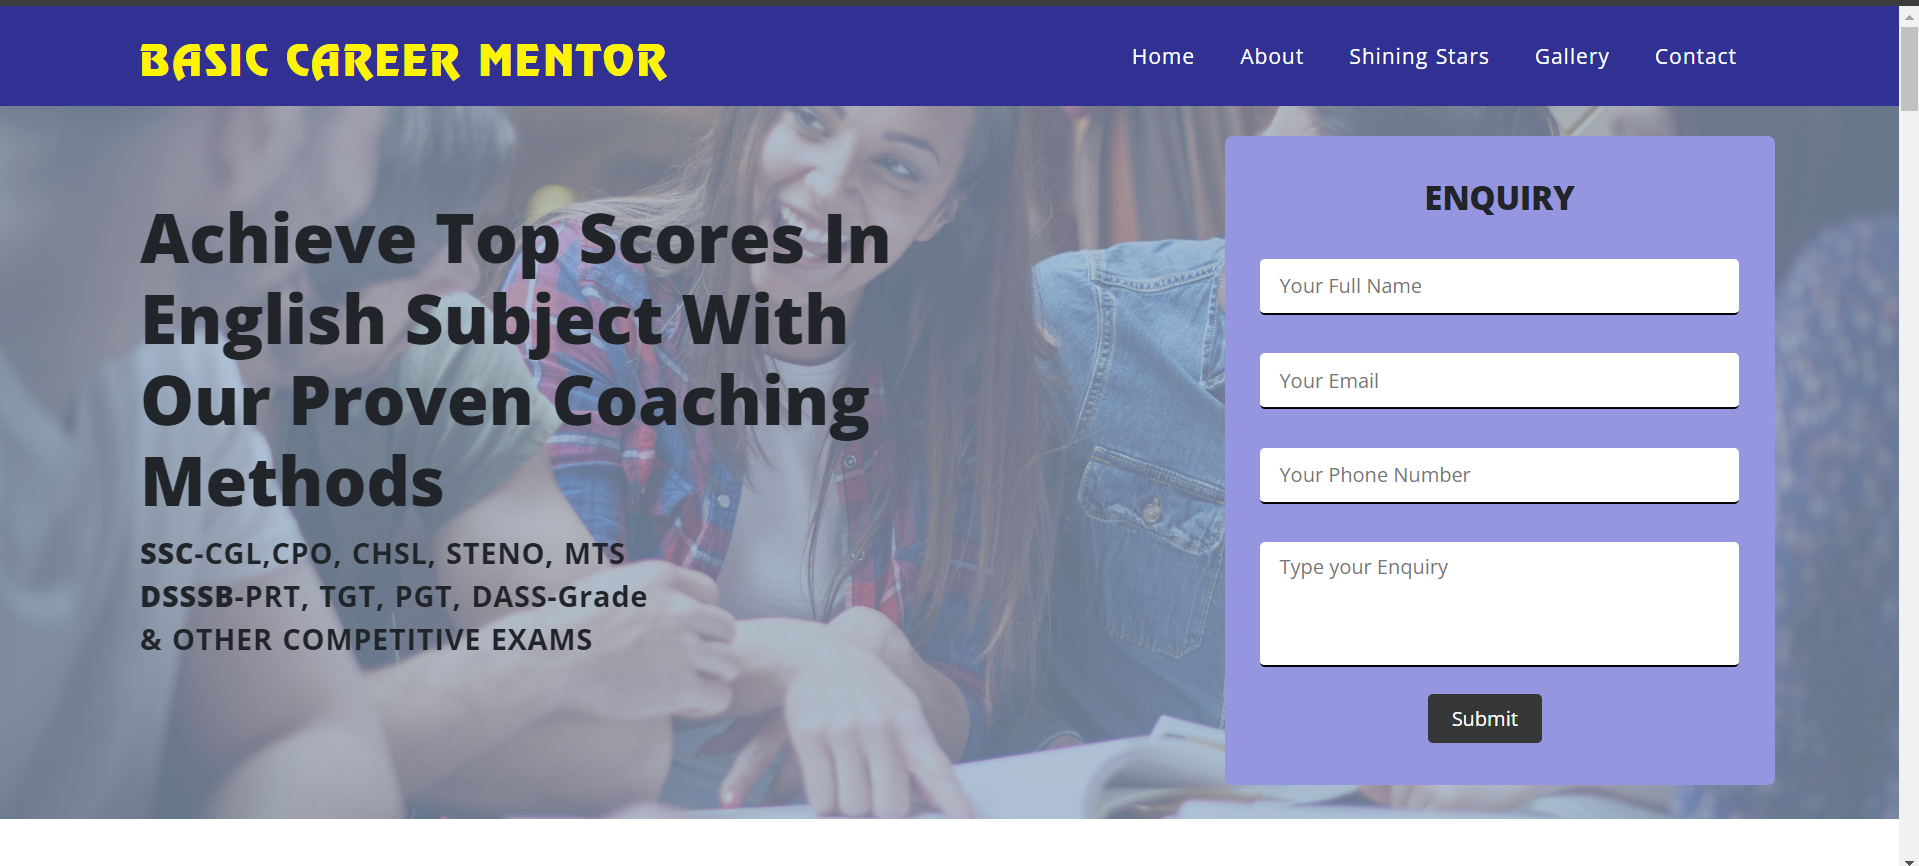 BASIC CAREER MENTOR
Home About Shining Stars Gallery Contact
Achieve Top Scores In
English Subject With
Our Proven Coaching
Methods
SSC-CGL,CPO, CHSL, STENO, MTS
DSSSB-PRT, TGT, PGT, DASS-Grade
& OTHER COMPETITIVE EXAMS
ENQUIRY
Your Full Name
Your Email
Your Phone Number
Type your Enquiry
Submit